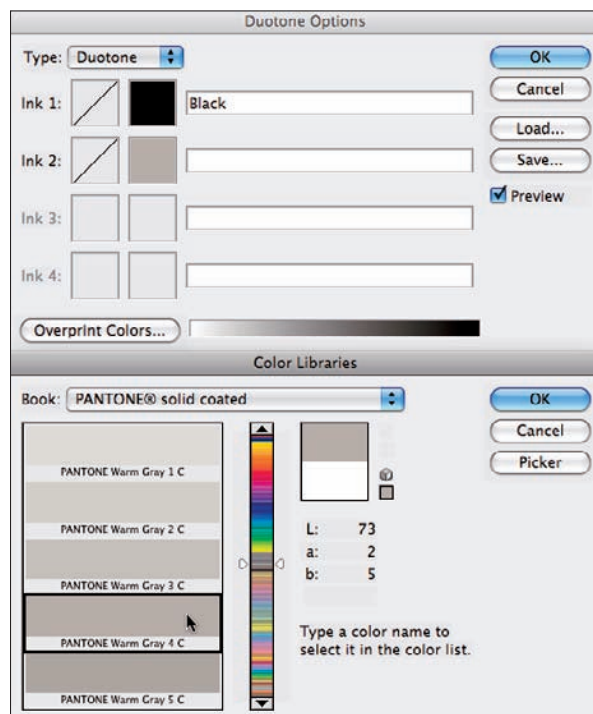 Duotone Options
Type: Duotone
OK
Cancel
Ink 1:
Black
Load...
Ink 2:
Save...
Preview
Ink 3:
Ink 4:
Overprint Colors...
Color Libraries
Book: PANTONE® solid coated
OK
Cancel
Picker
PANTONE Warm Gray 1 C
PANTONE Warm Gray 2 C
L: 73
a: 2
b: 5
PANTONE Warm Gray 3 C
PANTONE Warm Gray 4 C
Type a color name to
select it in the color list.
PANTONE Warm Gray 5 C